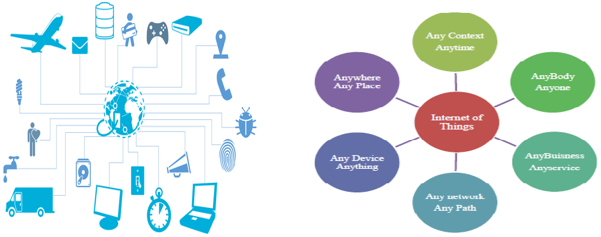 Any Context
Anytime
Anywhere
Any Place
AnyBody
Anyone
Internet of
Things
Any Device
Anything
AnyBuisness
Anyservice
Any network
Any Path